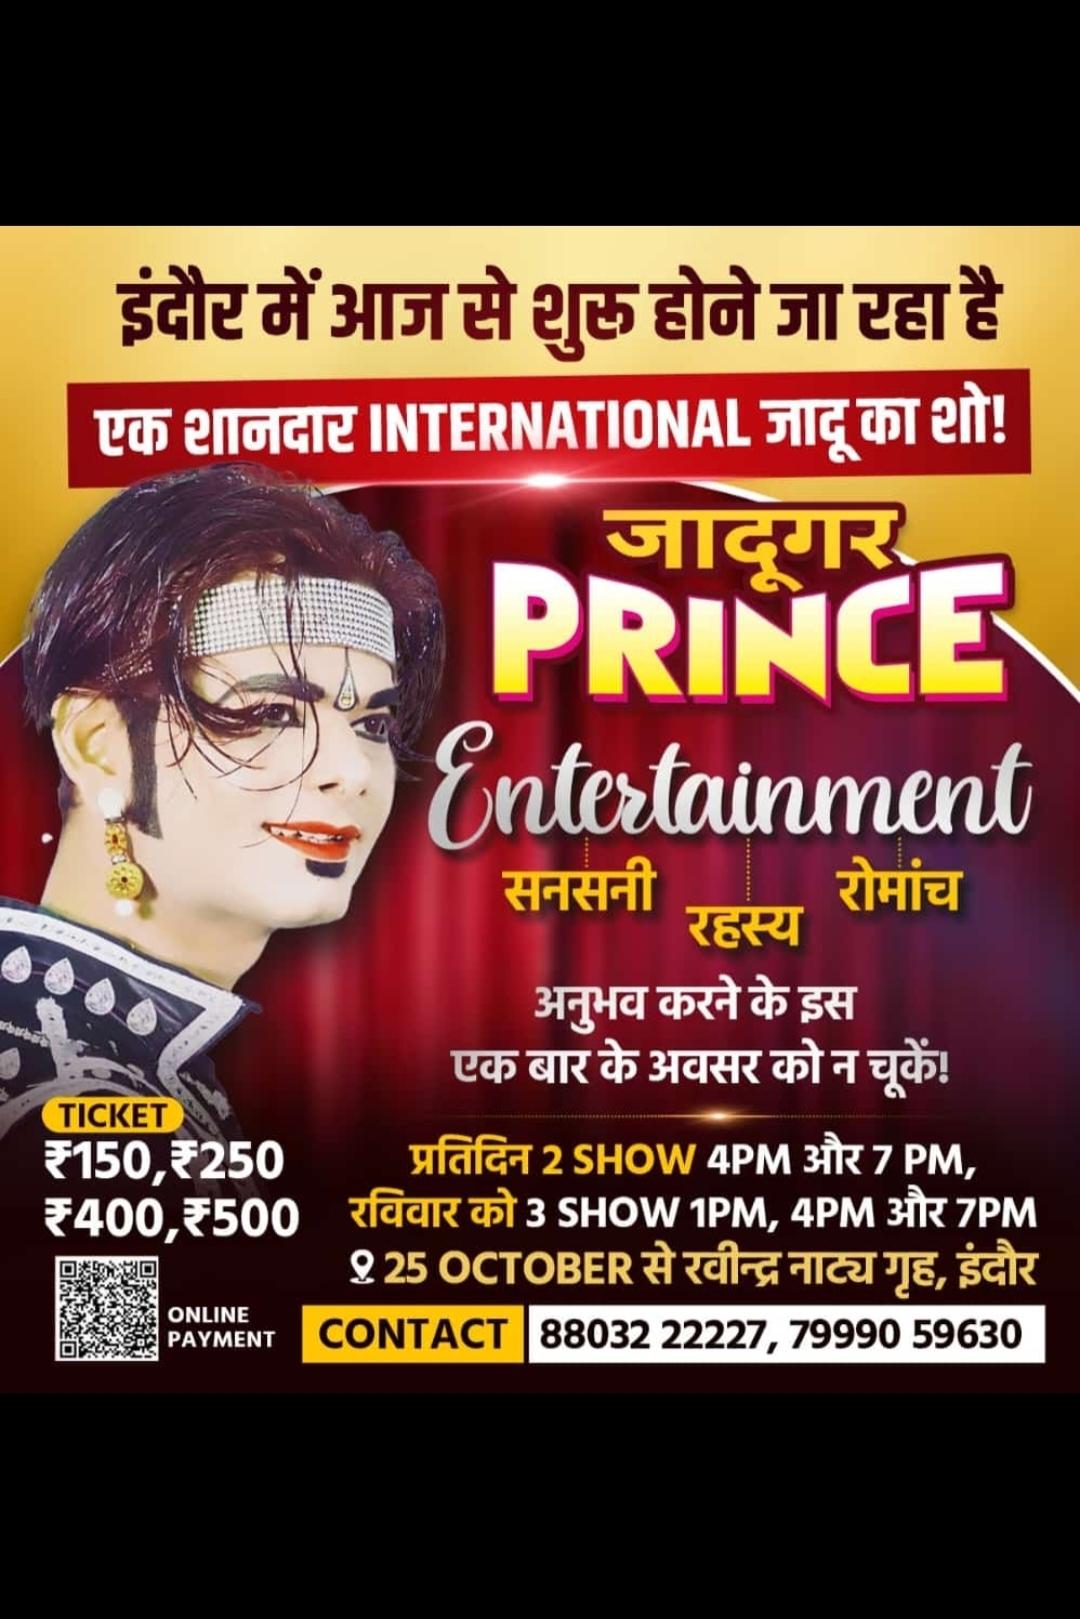 इंदौर में आज से शुरू होने जा रहा है
एक शानदार INTERNATIONAL जादू का शो!
जादूगर
PRINCE
Entertainment
सनसनी
रहस्य
रोमांच
अनुभव करने के इस
एक बार के अवसर को न चूकें!
TICKET
₹150,₹250
₹400,₹500
प्रतिदिन 2 SHOW 4PM और 7 PM,
रविवार को 3 SHOW 1PM, 4PM और 7PM
25 OCTOBER से रवीन्द्र नाट्य गृह, इंदौर
ONLINE
PAYMENT
CONTACT 88032 22227, 79990 59630